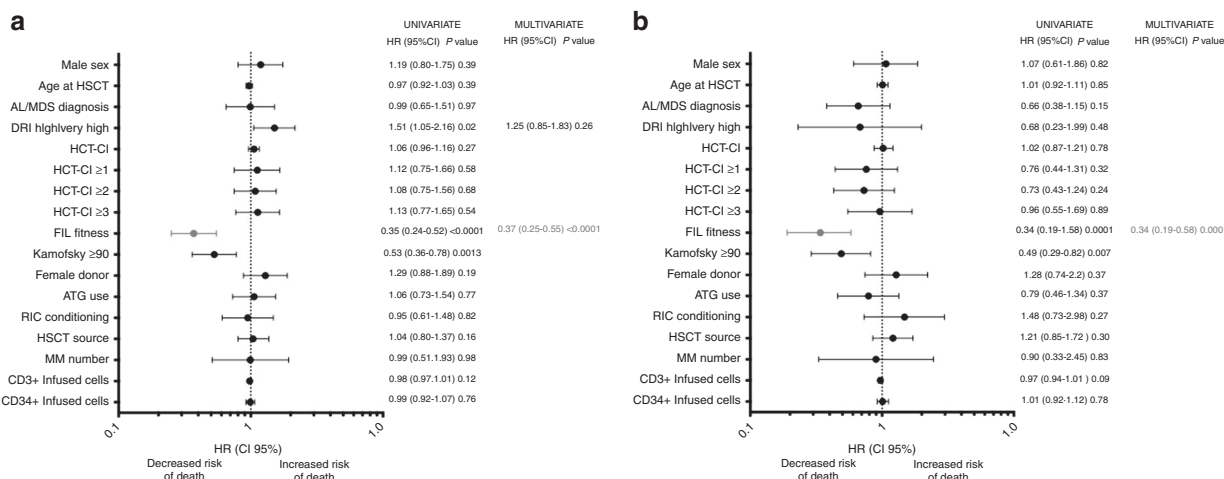 a
UNIVARIATE MULTIVARIATE
HR (95%CI) P value HR (95%CI) P value
Male sex 1.19 (0.80-1.75) 0.39
Age at HSCT 0.97 (0.92-1.03) 0.39
AL/MDS diagnosis 0.99 (0.65-1.51) 0.97
DRI hIghIvery high 1.51 (1.05-2.16) 0.02 1.25 (0.85-1.83) 0.26
HCT-CI 1.06 (0.96-1.16) 0.27
HCT-CI ≥1 1.12 (0.75-1.66) 0.58
HCT-CI ≥2 1.08 (0.75-1.56) 0.68
HCT-CI ≥3 1.13 (0.77-1.65) 0.54
FIL fitness 0.35 (0.24-0.52) <0.0001 0.37 (0.25-0.55) <0.0001
Kamofsky ≥90 0.53 (0.36-0.78) 0.0013
Female donor 1.29 (0.88-1.89) 0.19
ATG use 1.06 (0.73-1.54) 0.77
RIC conditioning 0.95 (0.61-1.48) 0.82
HSCT source 1.04 (0.80-1.37) 0.16
MM number 0.99 (0.51.1.93) 0.98
CD3+ Infused cells 0.98 (0.97.1.01) 0.12
CD34+ Infused cells 0.99 (0.92-1.07) 0.76
0.1 1 1.0
HR (CI 95%)
Decreased risk Increased risk
of death of death
b
UNIVARIATE MULTIVARIATE
HR (95%CI) P value HR (95%CI) P value
Male sex 1.07 (0.61-1.86) 0.82
Age at HSCT 1.01 (0.92-1.11) 0.85
AL/MDS diagnosis 0.66 (0.38-1.15) 0.15
DRI hIghIvery high 0.68 (0.23-1.99) 0.48
HCT-CI 1.02 (0.87-1.21) 0.78
HCT-CI ≥1 0.76 (0.44-1.31) 0.32
HCT-CI ≥2 0.73 (0.43-1.24) 0.24
HCT-CI ≥3 0.96 (0.55-1.69) 0.89
FIL fitness 0.34 (0.19-1.58) 0.0001 0.34 (0.19-0.58) 0.000
Kamofsky ≥90 0.49 (0.29-0.82) 0.007
Female donor 1.28 (0.74-2.2) 0.37
ATG use 0.79 (0.46-1.34) 0.37
RIC conditioning 1.48 (0.73-2.98) 0.27
HSCT source 1.21 (0.85-1.72 ) 0.30
MM number 0.90 (0.33-2.45) 0.83
CD3+ Infused cells 0.97 (0.94-1.01 ) 0.09
CD34+ Infused cells 1.01 (0.92-1.12) 0.78
0.1 1 1.0
HR (CI 95%)
Decreased risk Increased risk
of death of death